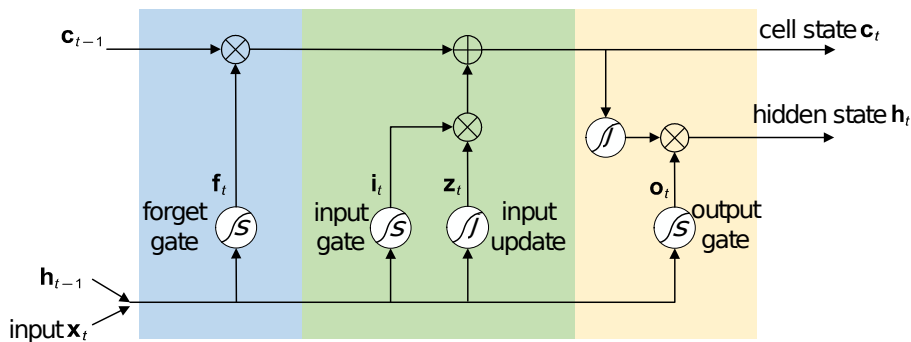 c_{t−1}
cell state c_t
hidden state h_t
f_t
i_t
z_t
o_t
forget
gate
S
input
gate
S
input
update
output
gate
S
h_{t−1}
input x_t